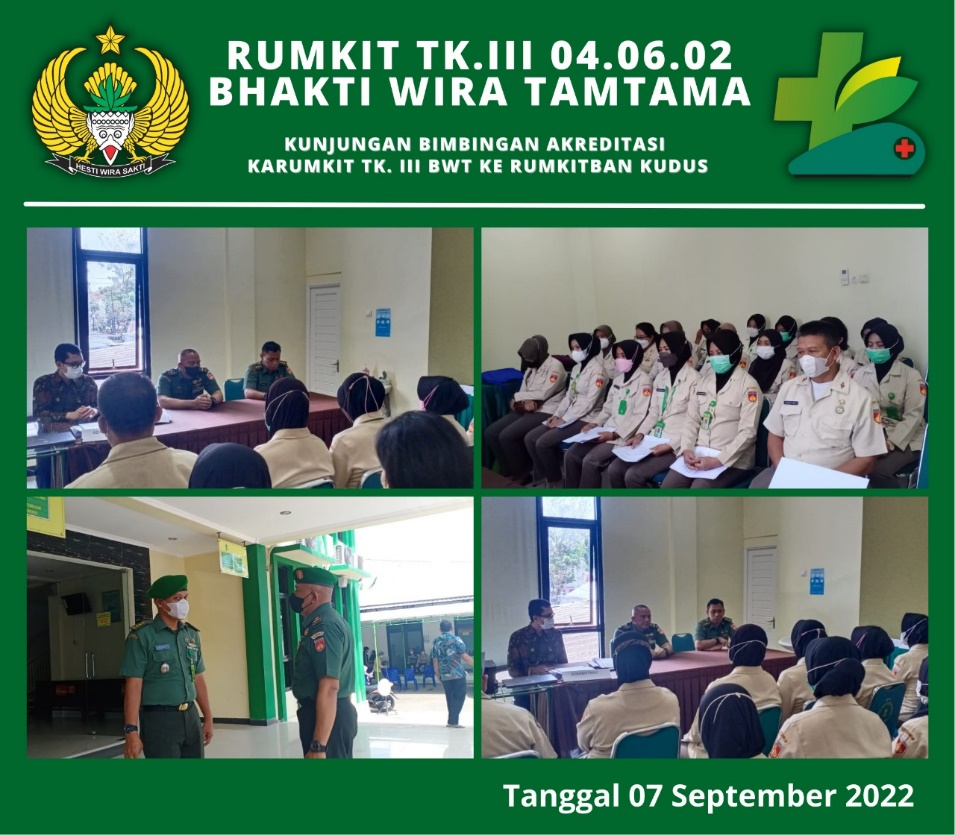 RUMKIT TK.III 04.06.02
BHAKTI WIRA TAMTAMA
KUNJUNGAN BIMBINGAN AKREDITASI
KARUMKIT TK. III BWT KE RUMKITBAN KUDUS
HESTI WIRA SAKTI
Tanggal 07 September 2022